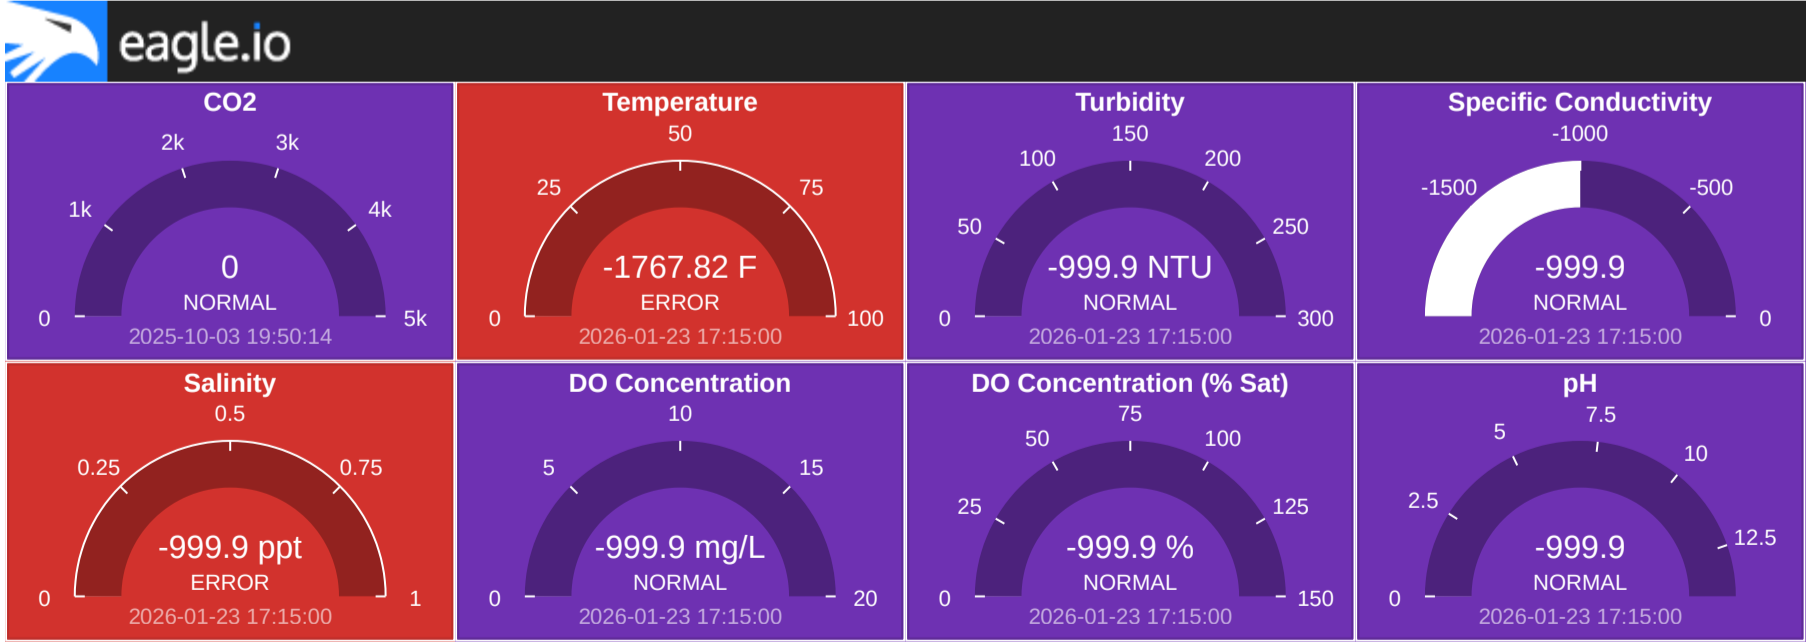 eagle.io
CO2
2k 3k
1k 4k
0
NORMAL
0 5k
2025-10-03 19:50:14
Temperature
50
25 75
-1767.82 F
ERROR
0 100
2026-01-23 17:15:00
Turbidity
150
100 200
50 250
-999.9 NTU
NORMAL
0 300
2026-01-23 17:15:00
Specific Conductivity
-1000
-1500 -500
-999.9
NORMAL
0
2026-01-23 17:15:00
Salinity
0.5
0.25 0.75
-999.9 ppt
ERROR
0 1
2026-01-23 17:15:00
DO Concentration
10
5 15
-999.9 mg/L
NORMAL
0 20
2026-01-23 17:15:00
DO Concentration (% Sat)
75
50 100
25 125
-999.9 %
NORMAL
0 150
2026-01-23 17:15:00
pH
7.5
5 10
2.5 12.5
-999.9
NORMAL
0
2026-01-23 17:15:00